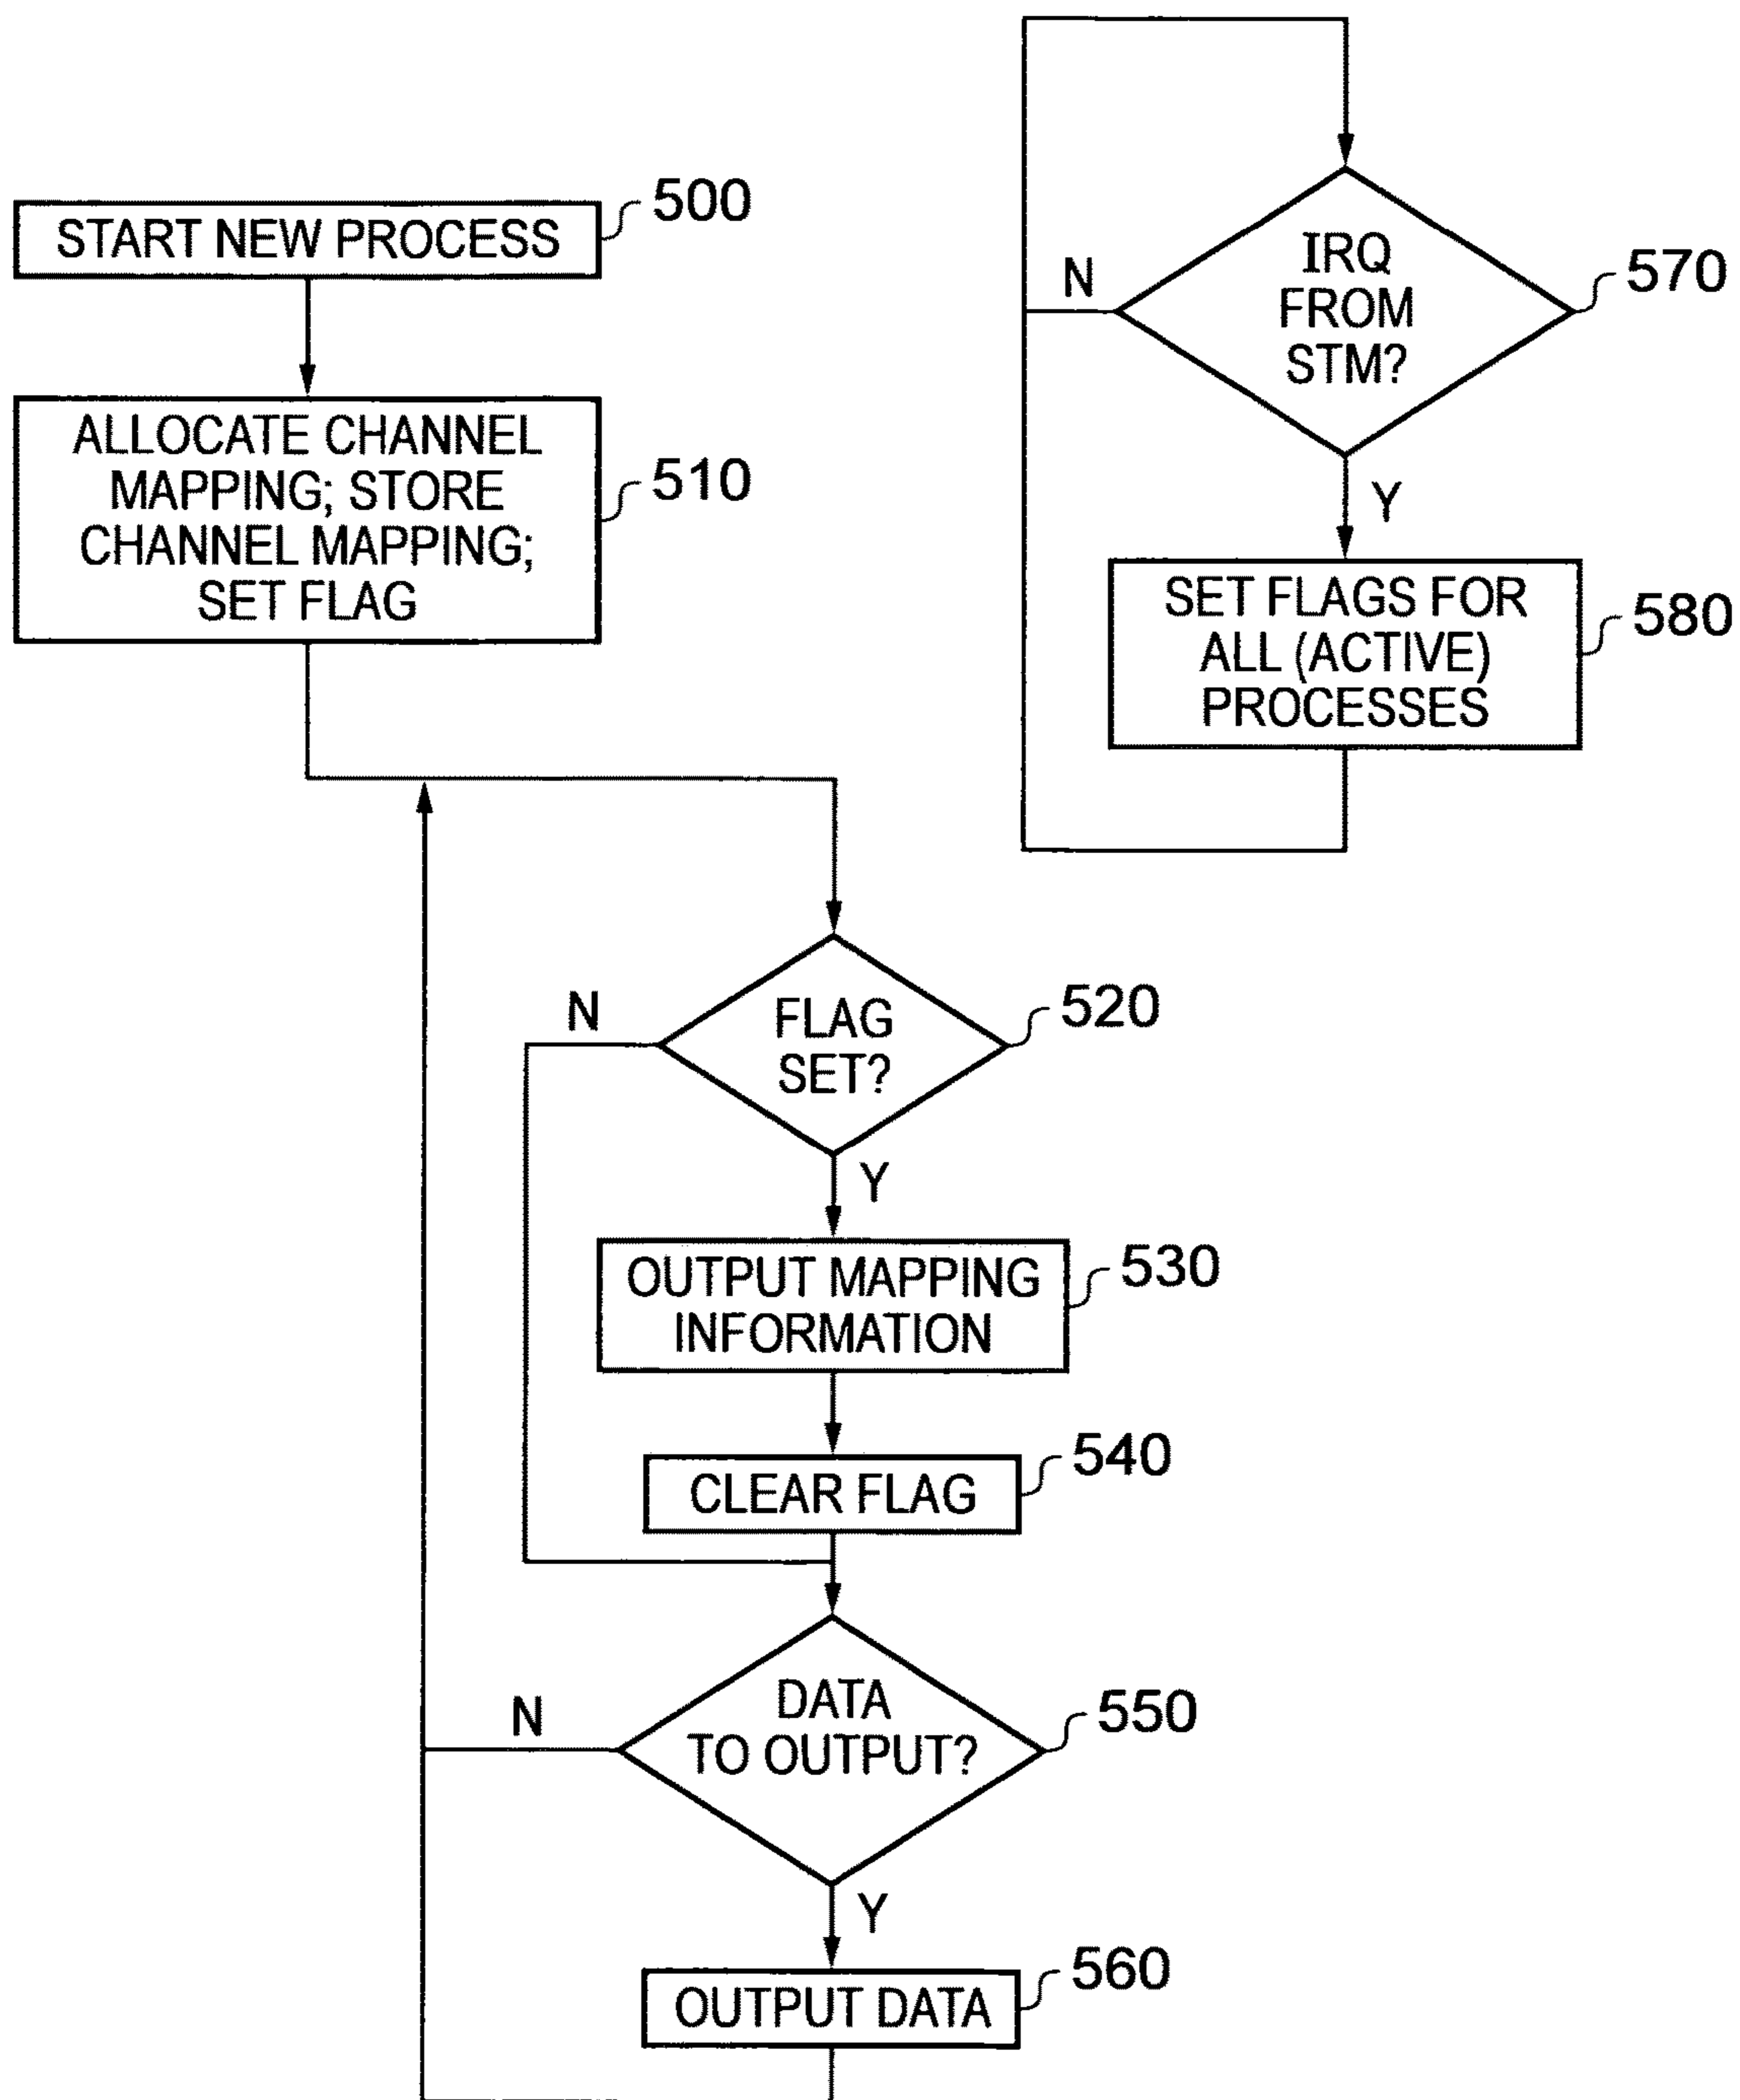 START NEW PROCESS
500
ALLOCATE CHANNEL
MAPPING; STORE
CHANNEL MAPPING;
SET FLAG
510
IRQ
FROM
STM?
570
N
Y
SET FLAGS FOR
ALL (ACTIVE)
PROCESSES
580
FLAG
SET?
520
N
Y
OUTPUT MAPPING
INFORMATION
530
CLEAR FLAG
540
DATA
TO OUTPUT?
550
N
Y
OUTPUT DATA
560